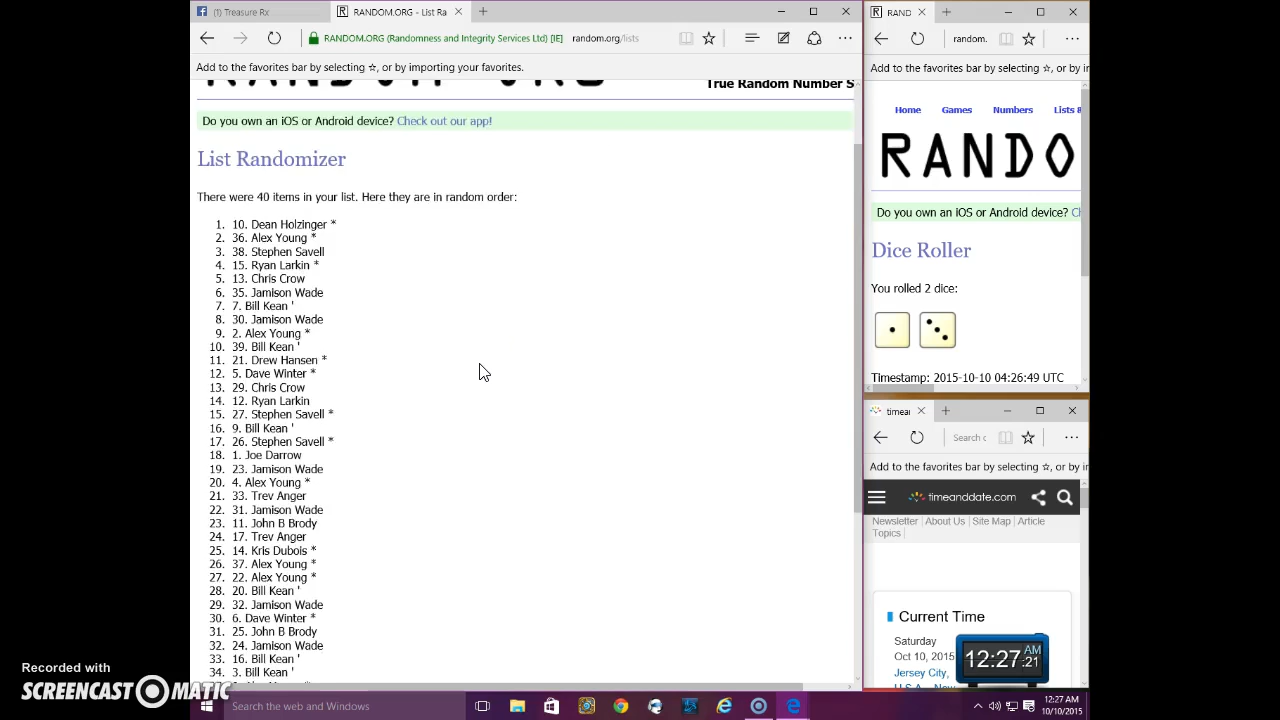 (1) Treasure Rx
RANDOM.ORG - List Ra
RANDOM.ORG (Randomness and Integrity Services Ltd) [IE] random.org/lists
Add to the favorites bar by selecting ☆, or by importing your favorites.
True Random Number S
Do you own an iOS or Android device? Check out our app!
List Randomizer
There were 40 items in your list. Here they are in random order:
1. 10. Dean Holzinger *
2. 36. Alex Young *
3. 38. Stephen Savell
4. 15. Ryan Larkin *
5. 13. Chris Crow
6. 35. Jamison Wade
7. 7. Bill Kean '
8. 30. Jamison Wade
9. 2. Alex Young *
10. 39. Bill Kean '
11. 21. Drew Hansen *
12. 5. Dave Winter *
13. 29. Chris Crow
14. 12. Ryan Larkin
15. 27. Stephen Savell *
16. 9. Bill Kean '
17. 26. Stephen Savell *
18. 1. Joe Darrow
19. 23. Jamison Wade
20. 4. Alex Young *
21. 33. Trev Anger
22. 31. Jamison Wade
23. 11. John B Brody
24. 17. Trev Anger
25. 14. Kris Dubois *
26. 37. Alex Young *
27. 22. Alex Young *
28. 20. Bill Kean '
29. 32. Jamison Wade
30. 6. Dave Winter *
31. 25. John B Brody
32. 24. Jamison Wade
33. 16. Bill Kean '
34. 3. Bill Kean '
RAND
random.
Add to the favorites bar by selecting ☆, or by in
Home Games Numbers Lists &
RANDO
Do you own an iOS or Android device? Ch
Dice Roller
You rolled 2 dice:
Timestamp: 2015-10-10 04:26:49 UTC
timea
Search o
Add to the favorites bar by selecting ☆, or by in
timeanddate.com
Newsletter | About Us | Site Map | Article
Topics |
Current Time
Saturday
Oct 10, 2015
Jersey City,
12:27:21 AM
Recorded with
SCREENCAST-O-MATIC
Search the web and Windows
12:27 AM
10/10/2015